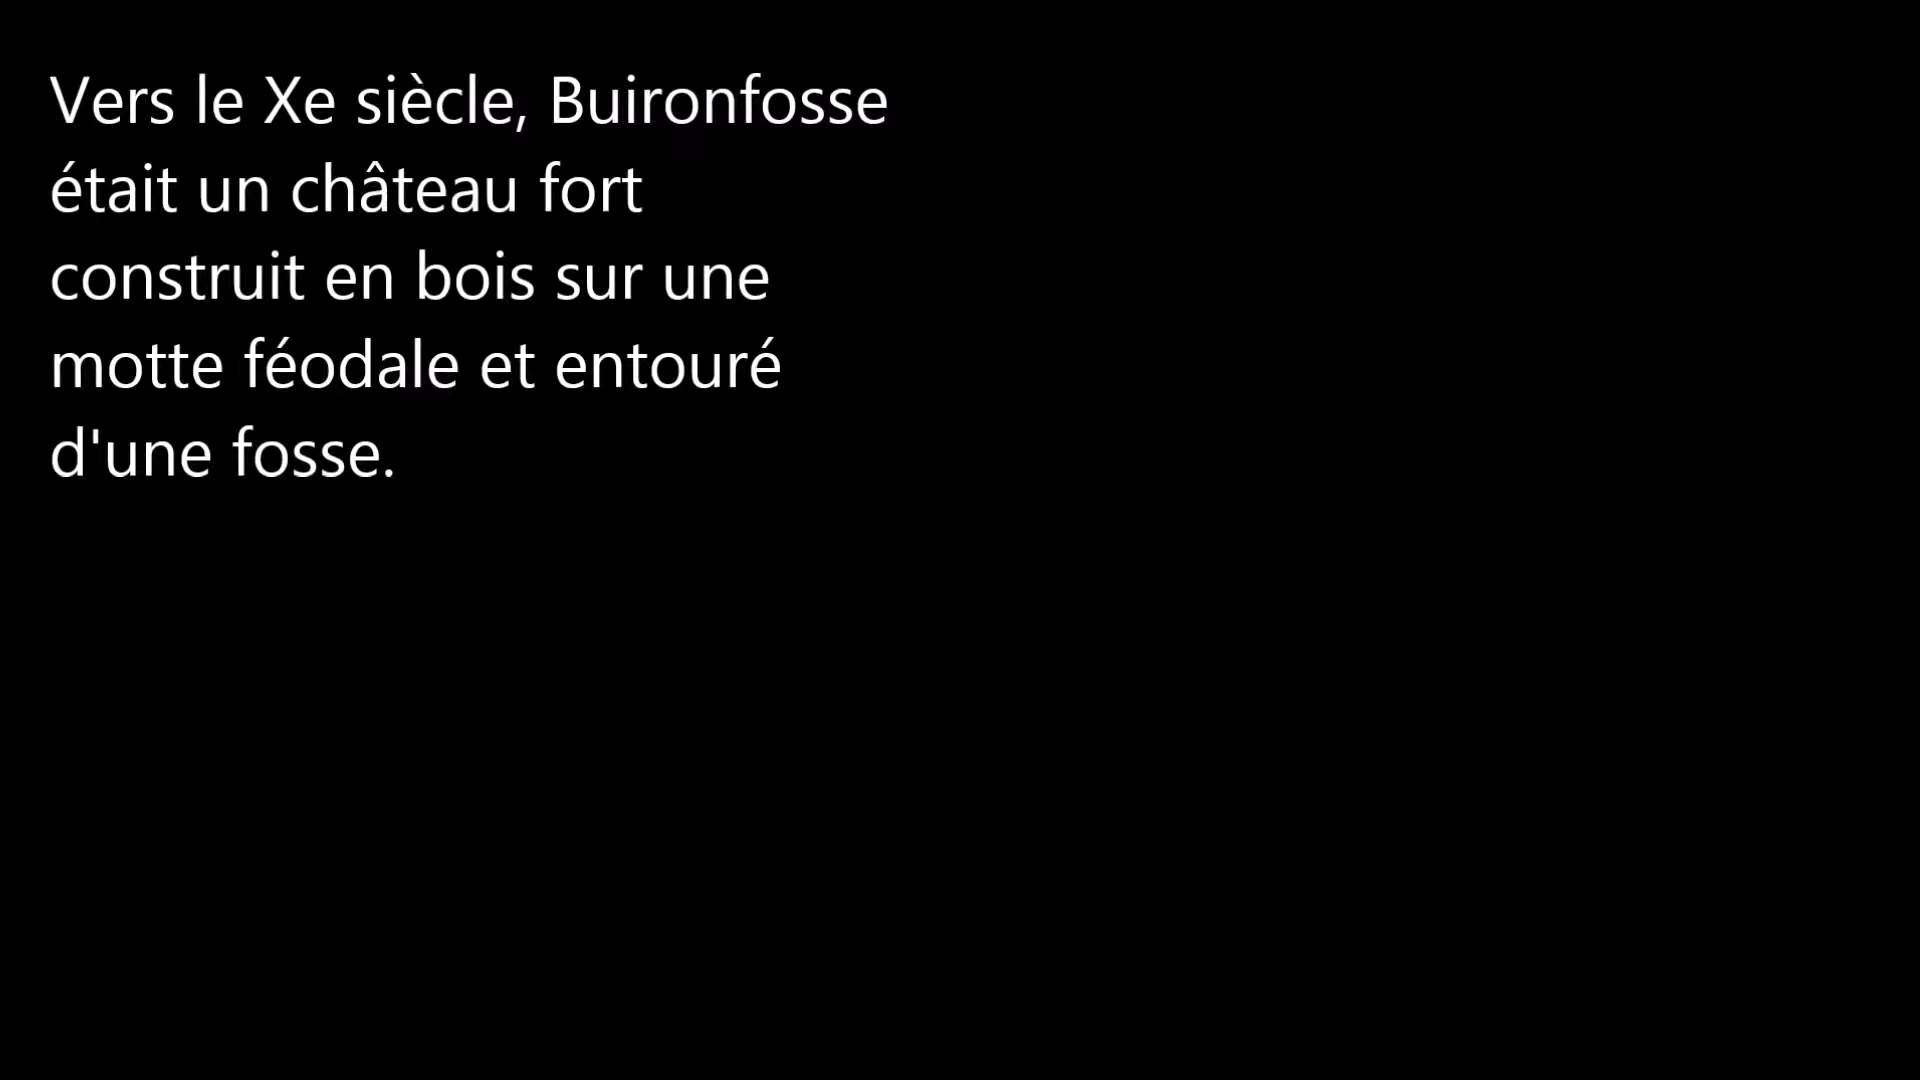 Vers le Xe siècle, Buironfosse
était un château fort
construit en bois sur une
motte féodale et entouré
d'une fosse.